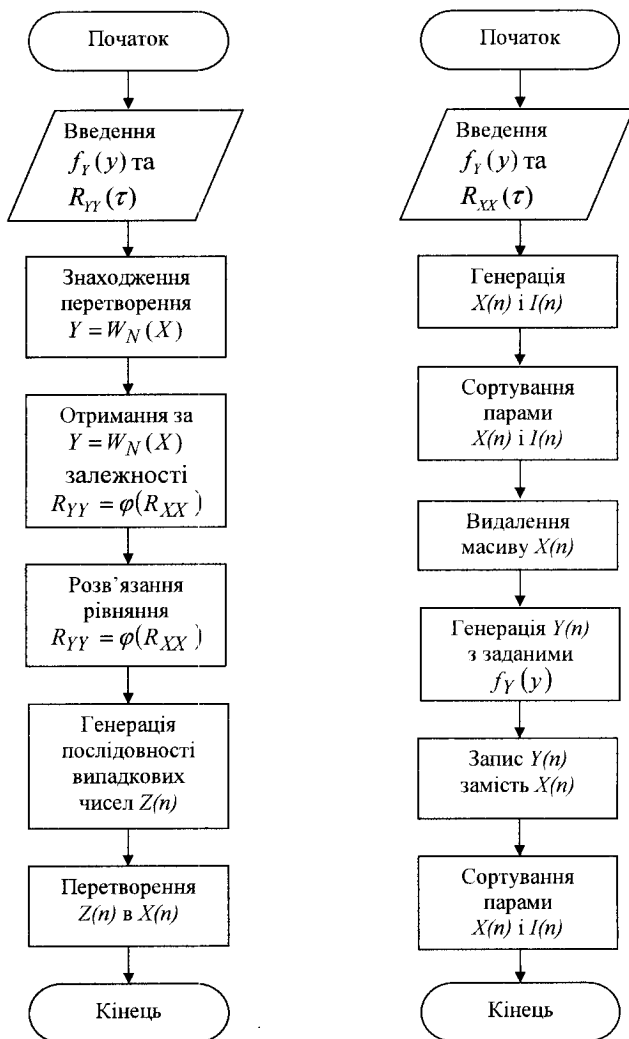 Початок
Введення
f_Y(y) та
R_YY(τ)
Знаходження
перетворення
Y = W_N(X)
Отримання за
Y = W_N(X)
залежності
R_YY = φ(R_XX)
Розв’язання
рівняння
R_YY = φ(R_XX)
Генерація
послідовності
випадкових
чисел Z(n)
Перетворення
Z(n) в X(n)
Кінець
Початок
Введення
f_Y(y) та
R_XX(τ)
Генерація
X(n) і I(n)
Сортування
парами
X(n) і I(n)
Видалення
масиву X(n)
Генерація Y(n)
з заданими
f_Y(y)
Запис Y(n)
замість X(n)
Сортування
парами
X(n) і I(n)
Кінець